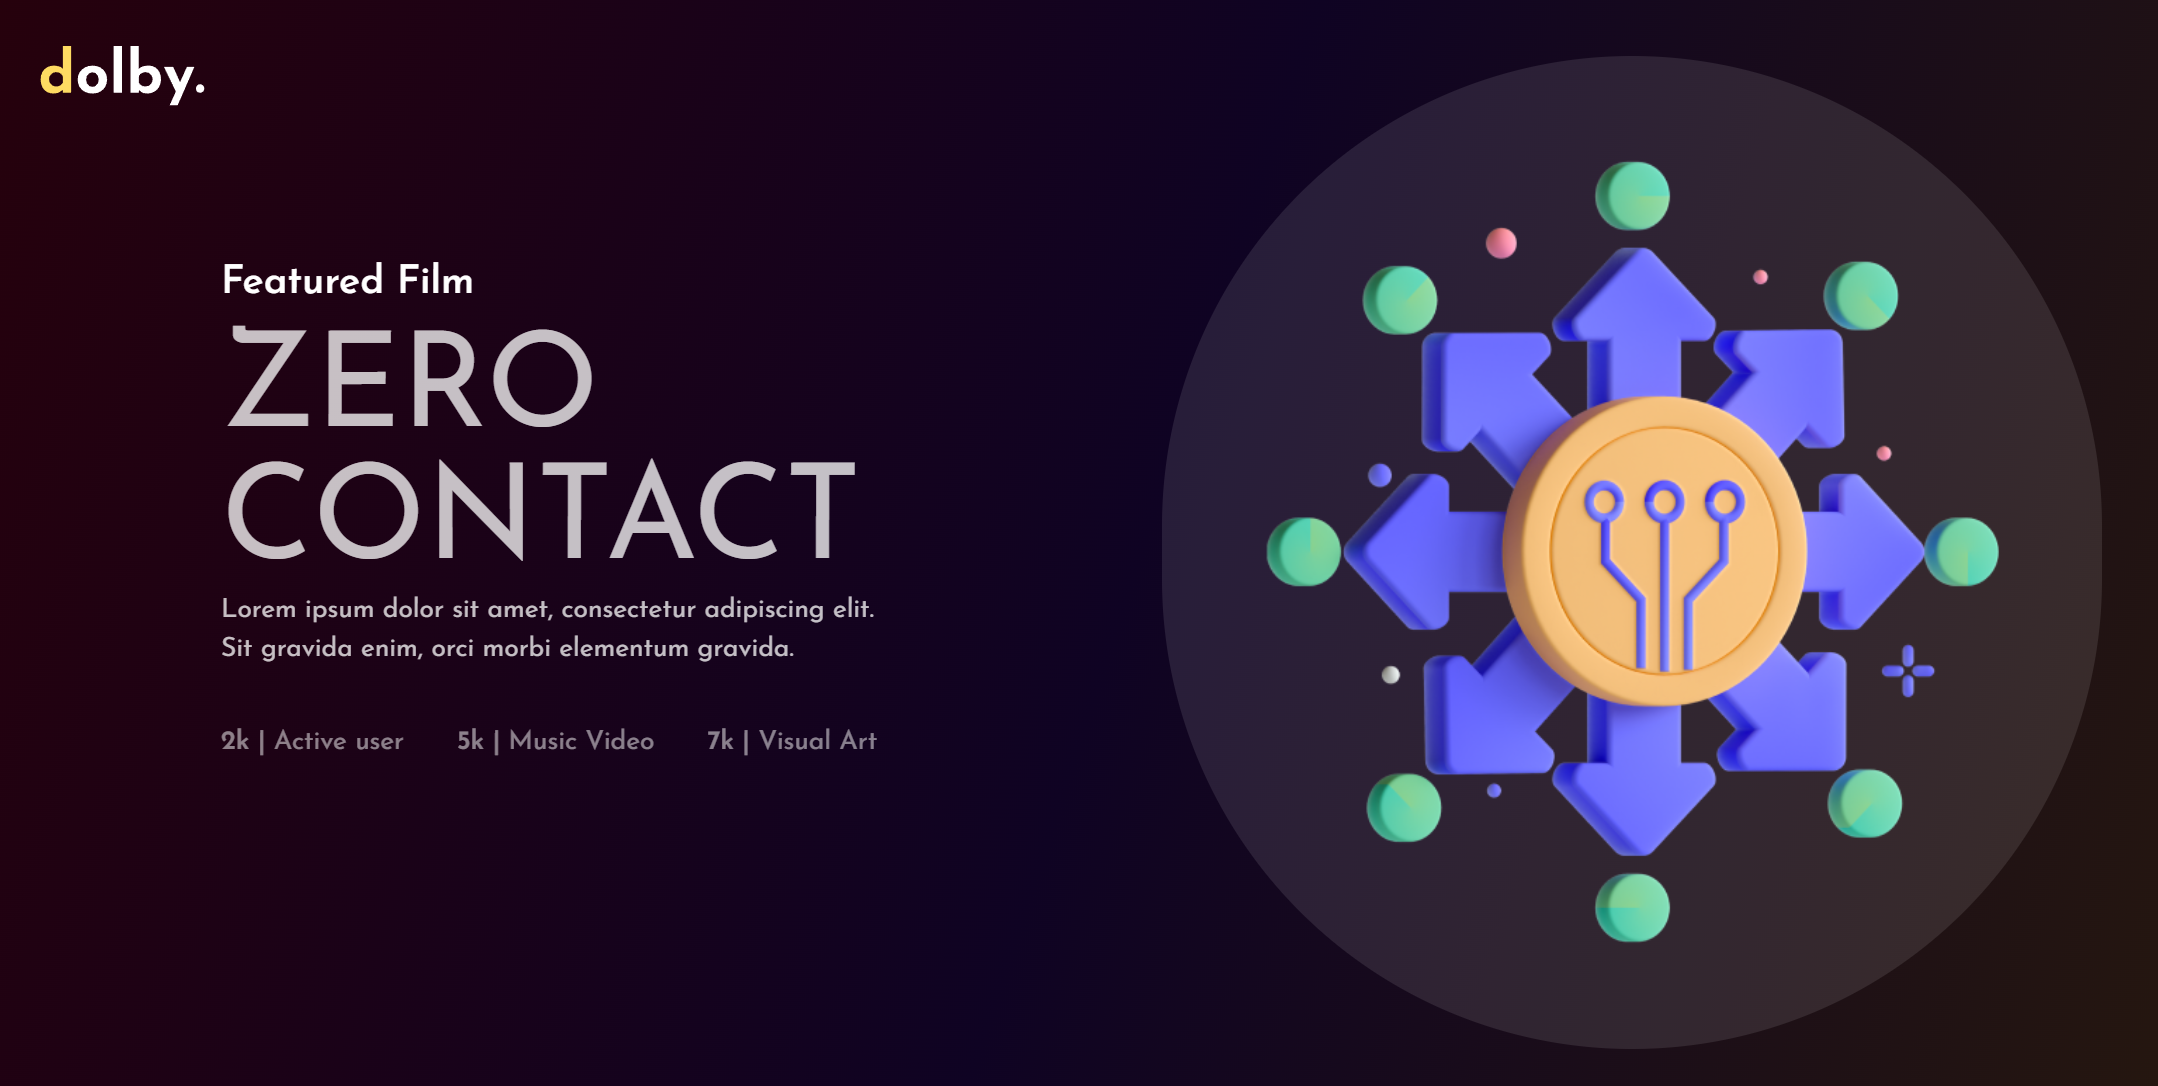 dolby.
Featured Film
ZERO
CONTACT
Lorem ipsum dolor sit amet, consectetur adipiscing elit.
Sit gravida enim, orci morbi elementum gravida.
2k | Active user 5k | Music Video 7k | Visual Art